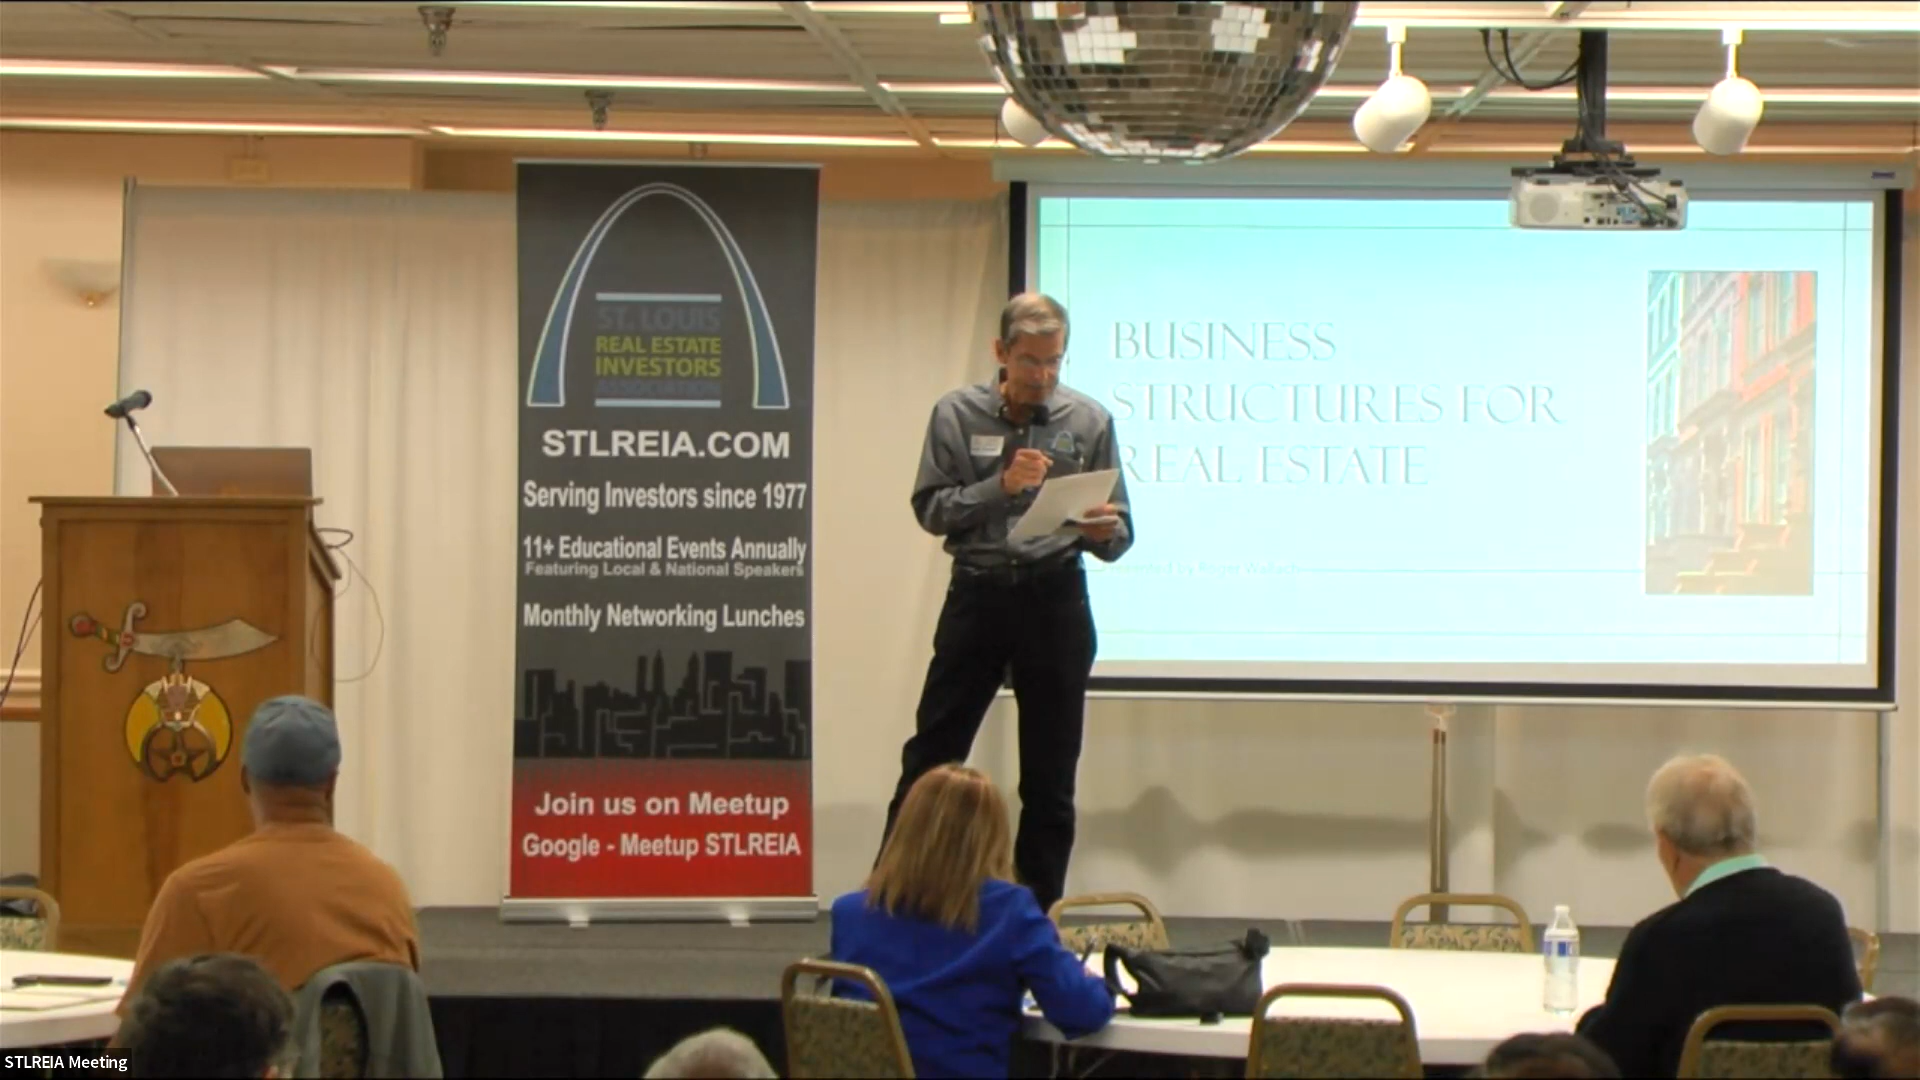 ST. LOUIS
REAL ESTATE
INVESTORS
ASSOCIATION
STLREIA.COM
Serving Investors since 1977
11+ Educational Events Annually
Featuring Local & National Speakers
Monthly Networking Lunches
Join us on Meetup
Google - Meetup STLREIA
BUSINESS
STRUCTURES FOR
REAL ESTATE
STLREIA Meeting